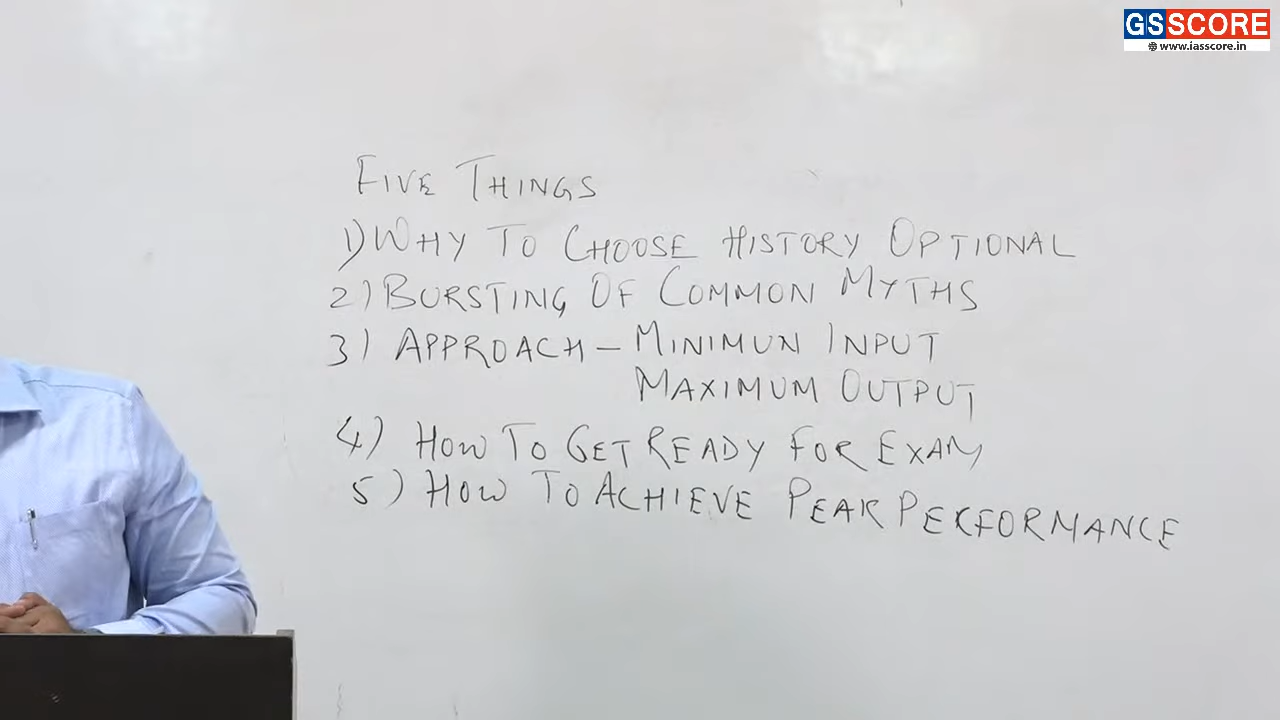 GSSCORE
www.iasscore.in
FIVE THINGS
1) WHY TO CHOOSE HISTORY OPTIONAL
2) BURSTING OF COMMON MYTHS
3) APPROACH – MINIMUN INPUT
MAXIMUM OUTPUT
4) HOW TO GET READY FOR EXAM
5) HOW TO ACHIEVE PEAK PERFORMANCE